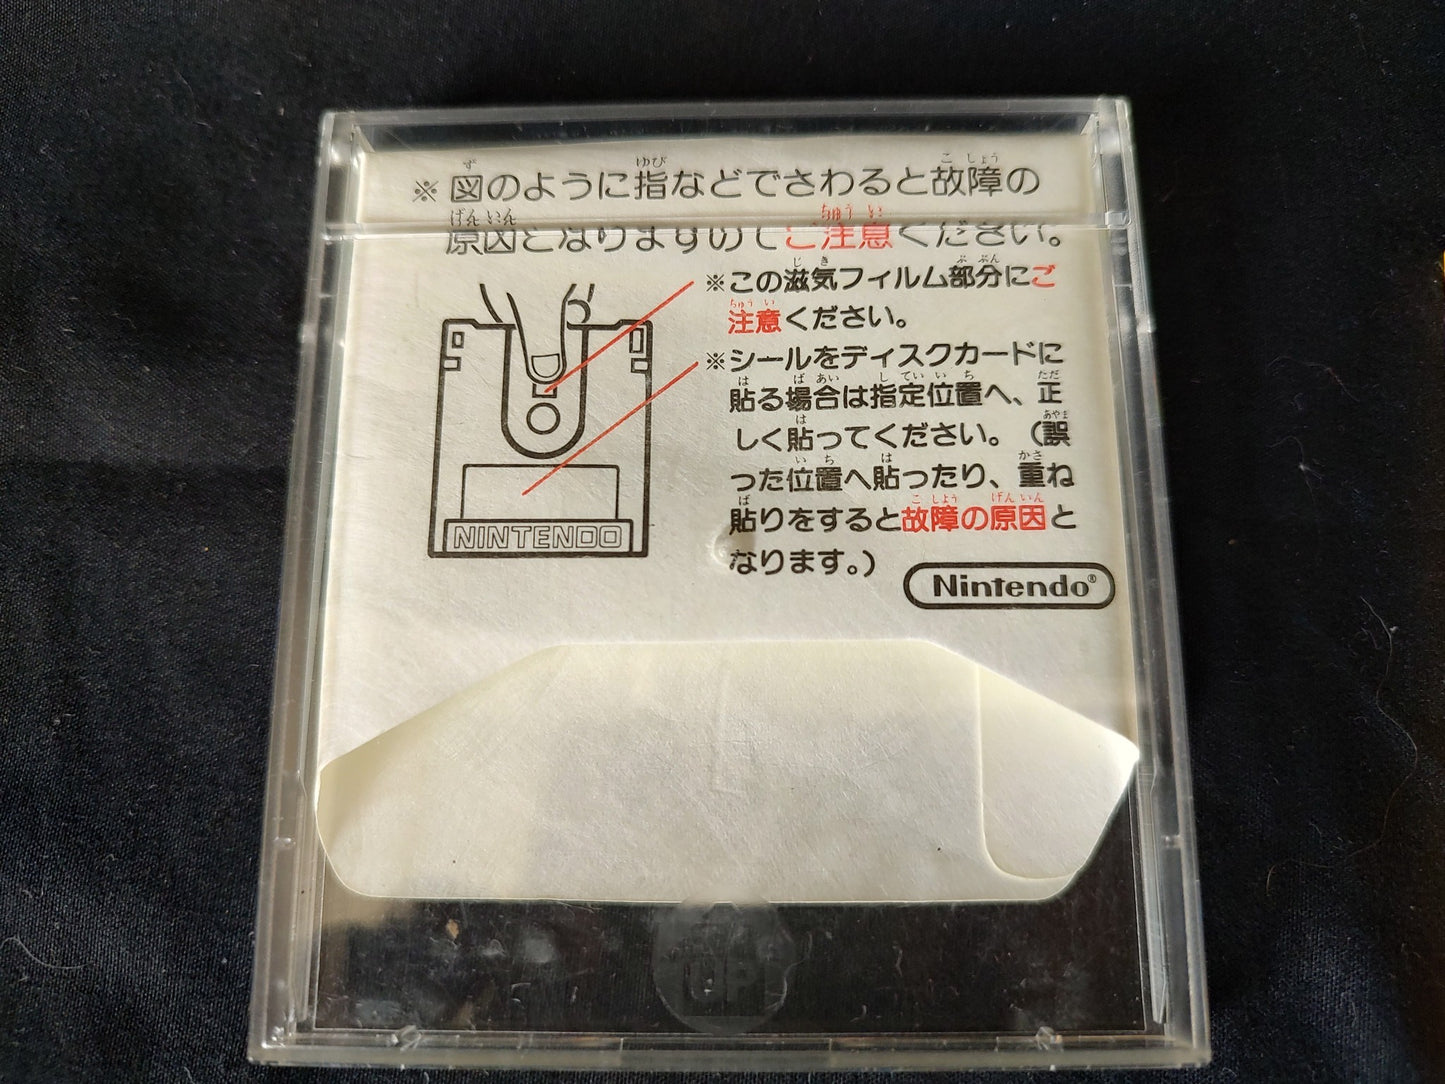 ※図のように指などでさわると故障の
原因となりますのでご注意ください。
※この滋気フィルム部分にご
注意ください。
※シールをディスクカードに
貼る場合は指定位置へ、正
しく貼ってください。（誤
った位置へ貼ったり、重ね
貼りをすると故障の原因と
なります。）
NINTENDO
Nintendo®